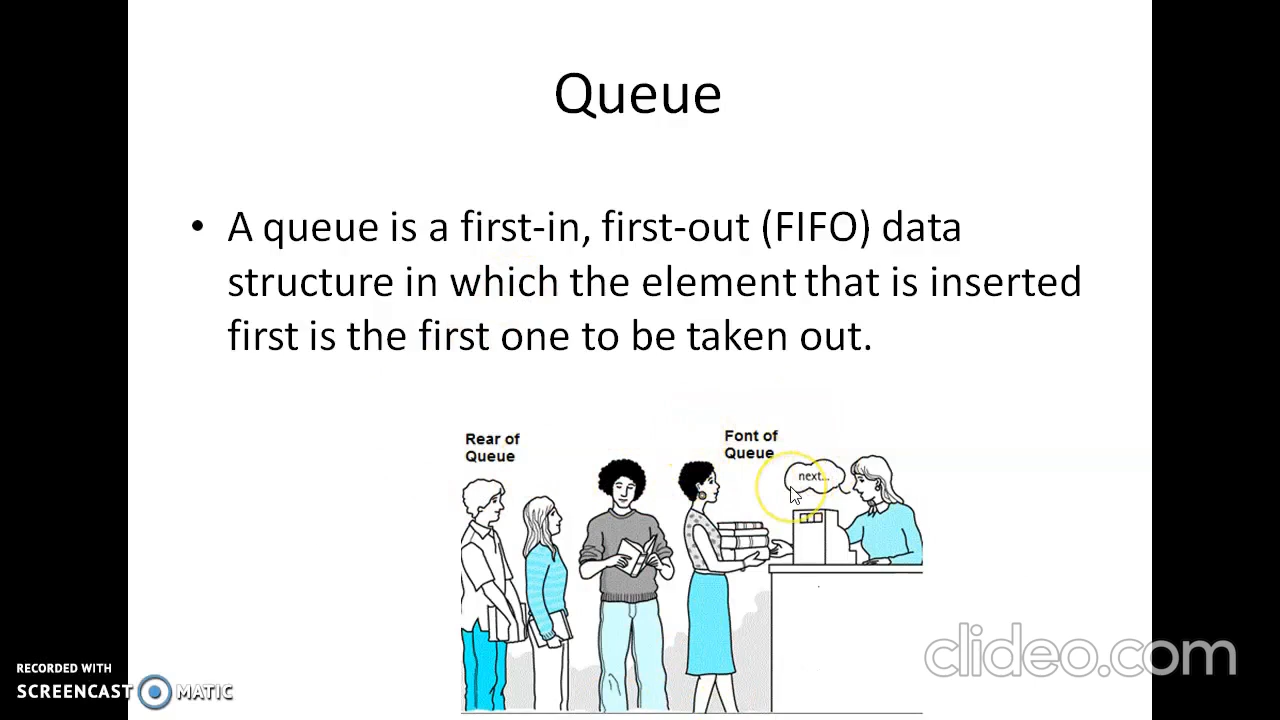 Queue
• A queue is a first-in, first-out (FIFO) data
structure in which the element that is inserted
first is the first one to be taken out.
Rear of
Queue
Font of
Queue
next...
RECORDED WITH
SCREENCAST MATIC
clideo.com